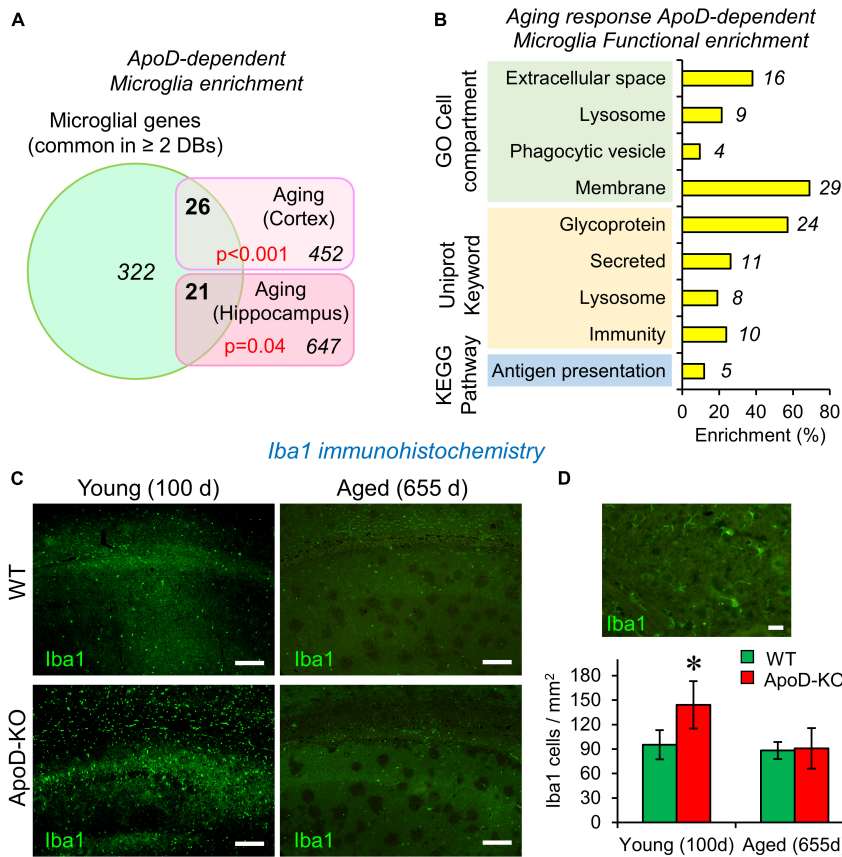 A
ApoD-dependent
Microglia enrichment
Microglial genes
(common in ≥ 2 DBs)
26
Aging
(Cortex)
p<0.001
452
322
21
Aging
(Hippocampus)
p=0.04
647
B
Aging response ApoD-dependent
Microglia Functional enrichment
GO Cell
compartment
Extracellular space
16
Lysosome
9
Phagocytic vesicle
4
Membrane
29
Uniprot
Keyword
Glycoprotein
24
Secreted
11
Lysosome
8
Immunity
10
KEGG
Pathway
Antigen presentation
5
0 20 40 60 80
Enrichment (%)
Iba1 immunohistochemistry
C
Young (100 d)
Aged (655 d)
WT
Iba1
Iba1
ApoD-KO
Iba1
Iba1
D
Iba1
WT
ApoD-KO
Iba1 cells / mm²
180
150
120
90
60
30
0
*
Young (100d)
Aged (655d